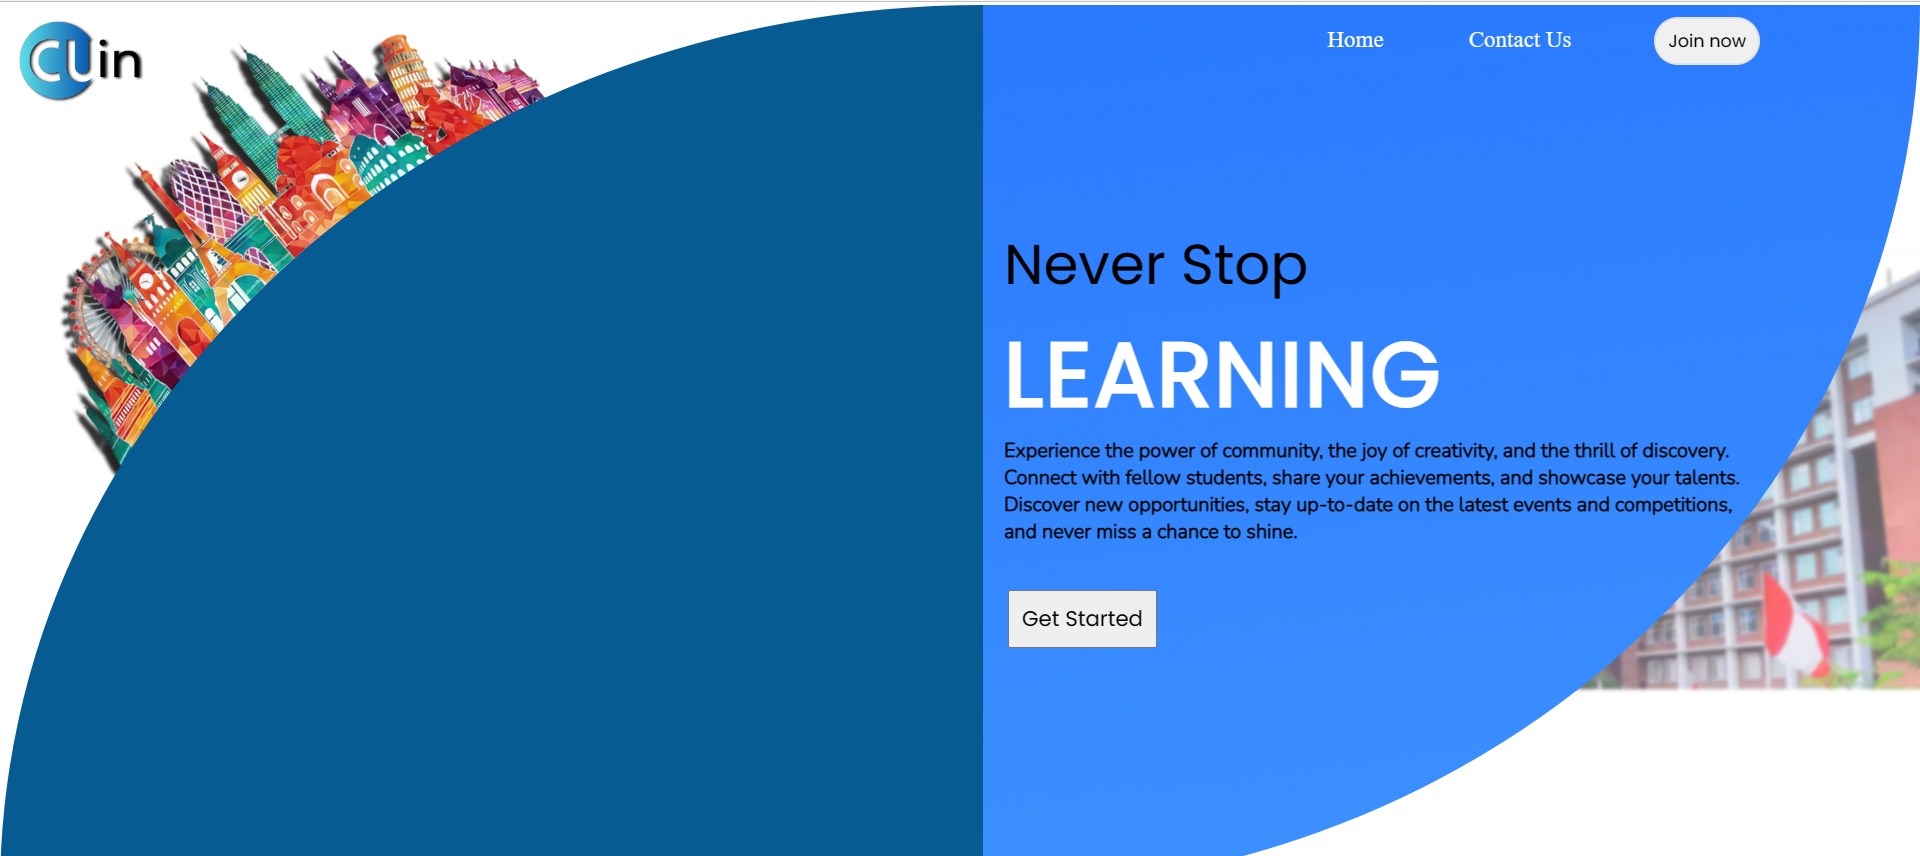 CUin
Home
Contact Us
Join now
Never Stop
LEARNING
Experience the power of community, the joy of creativity, and the thrill of discovery.
Connect with fellow students, share your achievements, and showcase your talents.
Discover new opportunities, stay up-to-date on the latest events and competitions,
and never miss a chance to shine.
Get Started